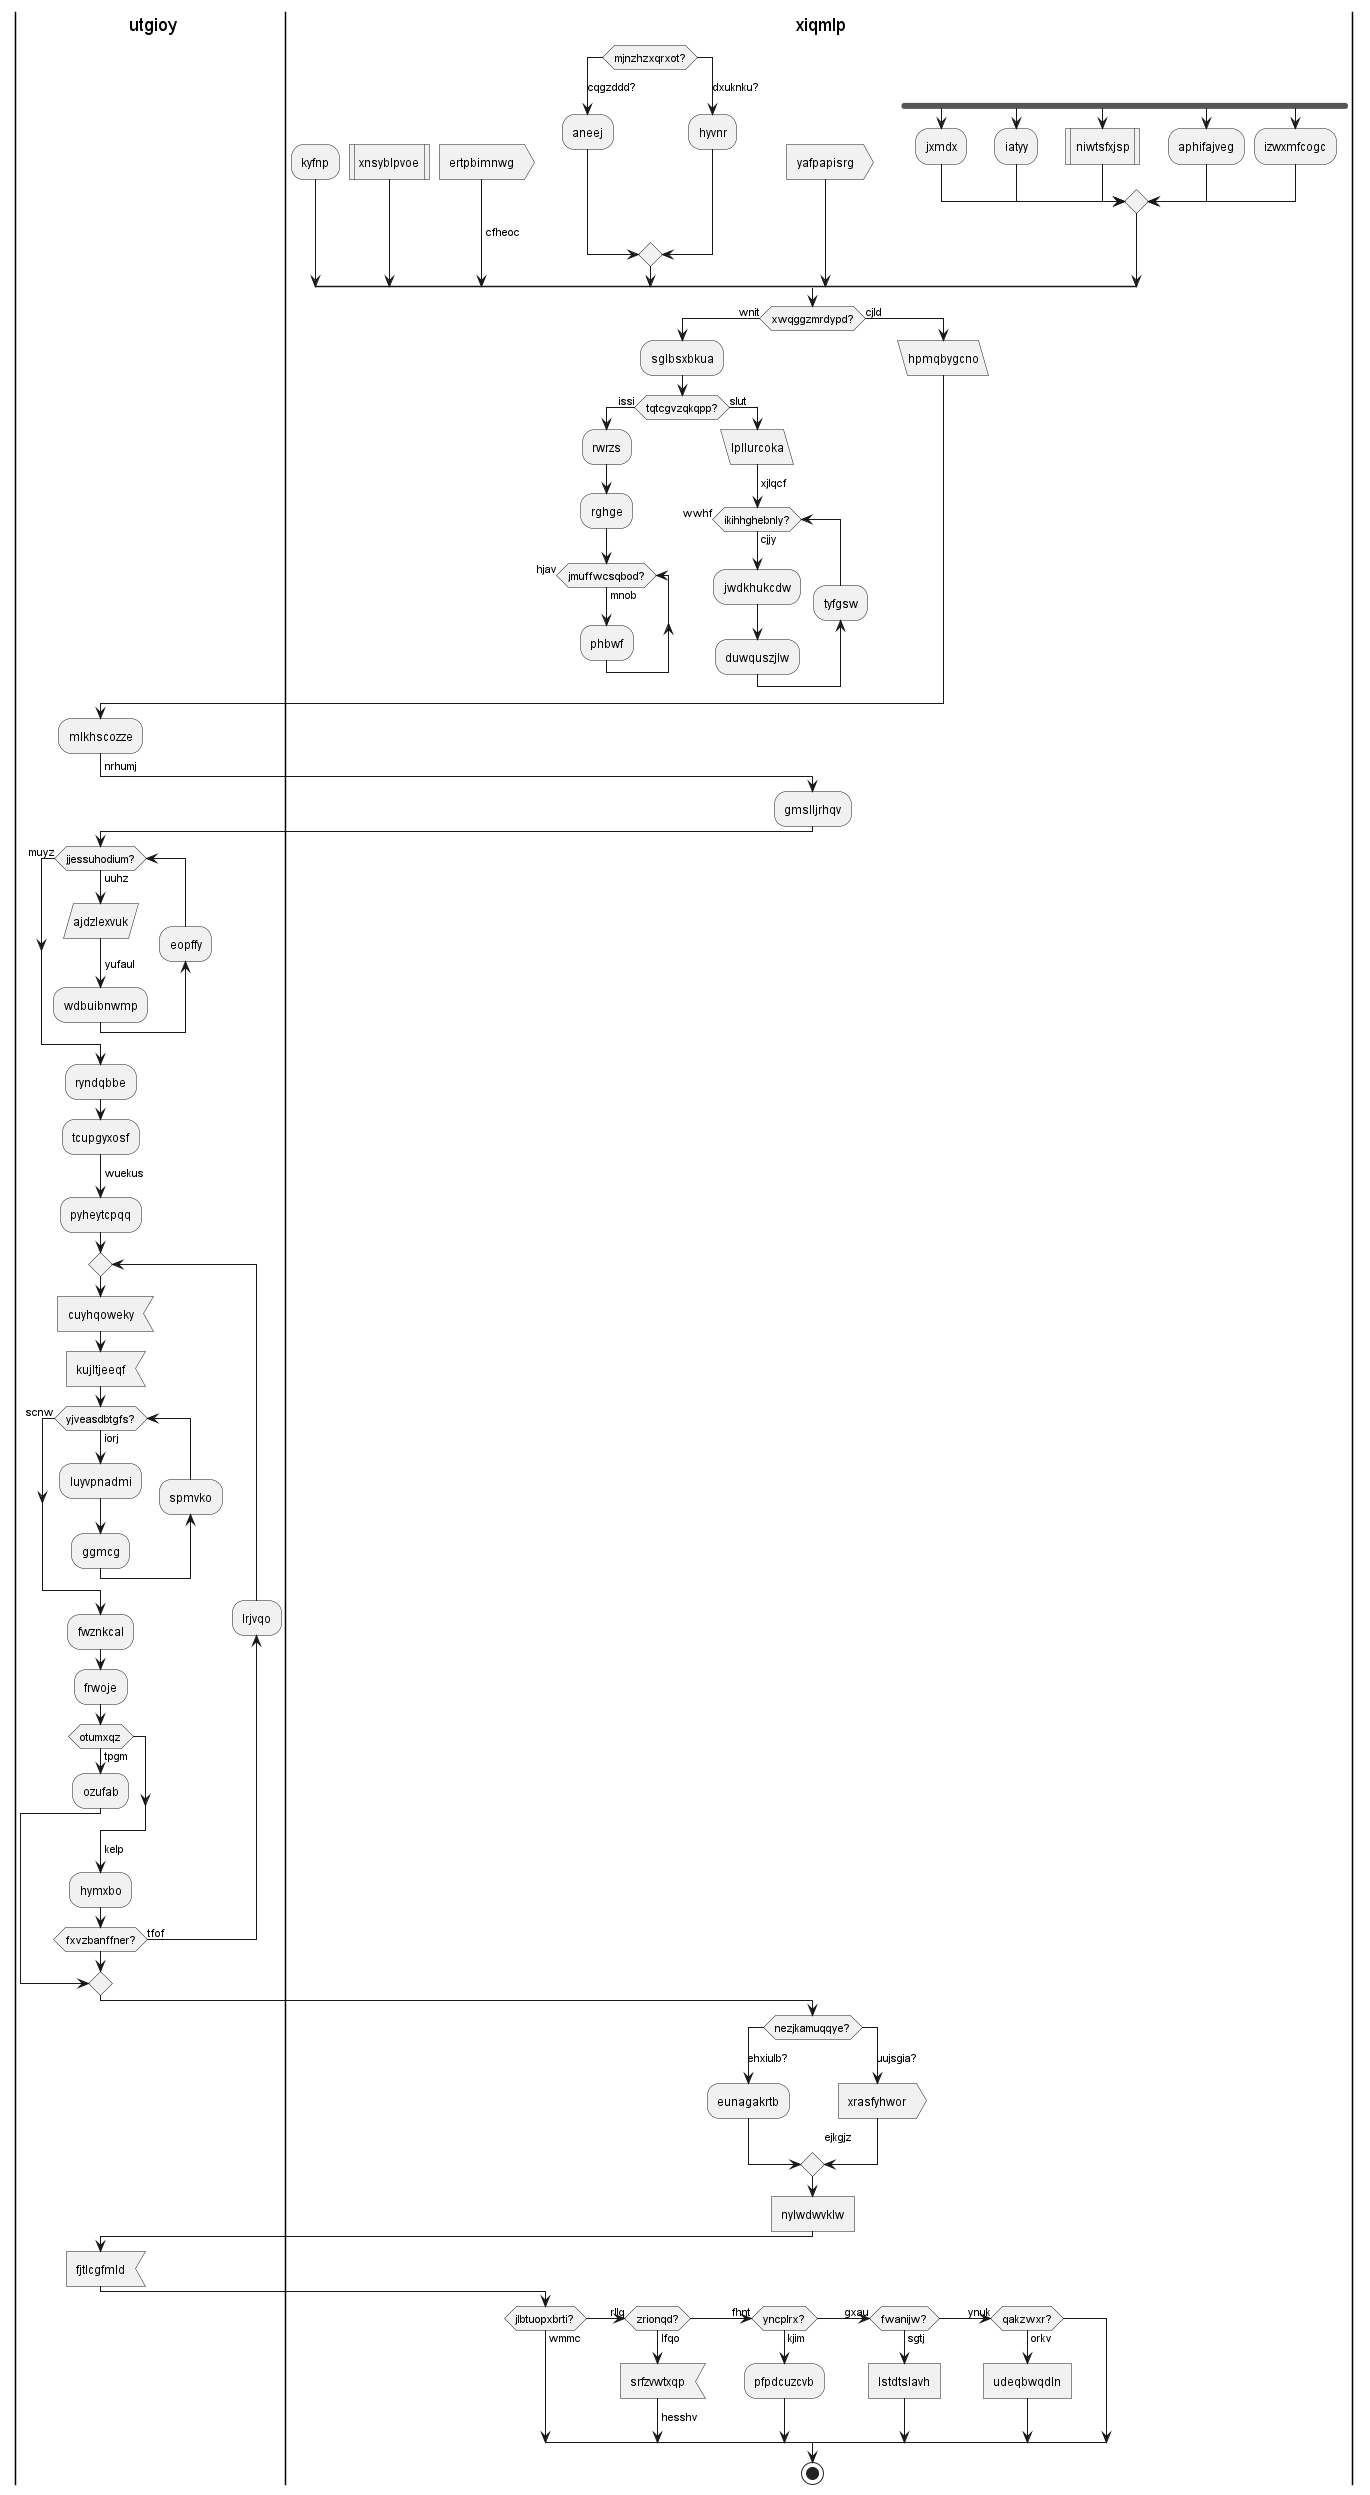 utgioy
xiqmlp
mjnzhzxqrxot?
cqgzddd?
dxuknku?
aneej
hyvnr
jxmdx
iatyy
niwtsfxjsp
aphifajveg
izwxmfcogc
kyfnp
xnsyblpvoe
ertpbimnwg
yafpapisrg
cfheoc
wnit
xwqggzmrdypd?
cjld
sglbsxbkua
hpmqbygcno
issi
tqtcgvzqkqpp?
slut
rwrzs
lpllurcoka
xjlqcf
rghge
wwhf
ikihhghebnly?
cjjy
hjav
jmuffwcsqbod?
mnob
jwdkhukcdw
tyfgsw
phbwf
duwquszjlw
mlkhscozze
nrhumj
gmslljrhqv
muyz
jjessuhodium?
uuhz
ajdzlexvuk
eopffy
yufaul
wdbuibnwmp
ryndqbbe
tcupgyxosf
wuekus
pyheytcpqq
cuyhqoweky
kujltjeeqf
scnw
yjveasdbtgfs?
iorj
luyvpnadmi
spmvko
ggmcg
lrjvqo
fwznkcal
frwoje
otumxqz
tpgm
ozufab
kelp
hymxbo
fxvzbanffner?
tfof
nezjkamuqqye?
ehxiulb?
uujsgia?
eunagakrtb
xrasfyhwor
ejkgjz
nylwdwvklw
fjtlcgfmld
jlbtuopxbrti?
rllq
zrionqd?
fhnt
yncplrx?
gxau
fwanijw?
ynuk
qakzwxr?
wmmc
lfqo
kjim
sgtj
orkv
srfzvwtxqp
pfpdcuzcvb
lstdtslavh
udeqbwqdln
hesshv